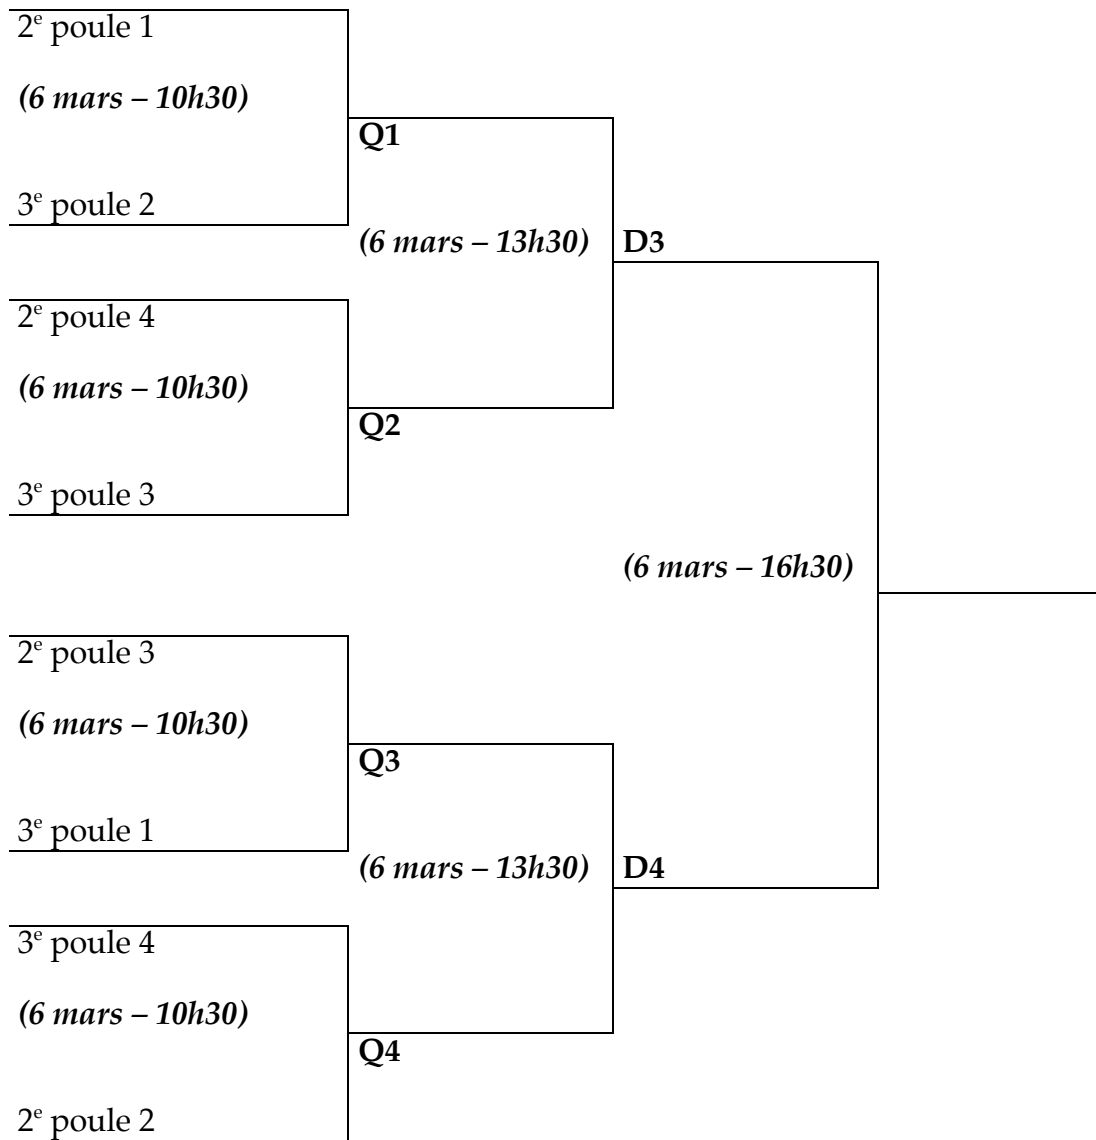 2ᵉ poule 1
(6 mars – 10h30)
Q1
3ᵉ poule 2
(6 mars – 13h30)
D3
2ᵉ poule 4
(6 mars – 10h30)
Q2
3ᵉ poule 3
(6 mars – 16h30)
2ᵉ poule 3
(6 mars – 10h30)
Q3
3ᵉ poule 1
(6 mars – 13h30)
D4
3ᵉ poule 4
(6 mars – 10h30)
Q4
2ᵉ poule 2